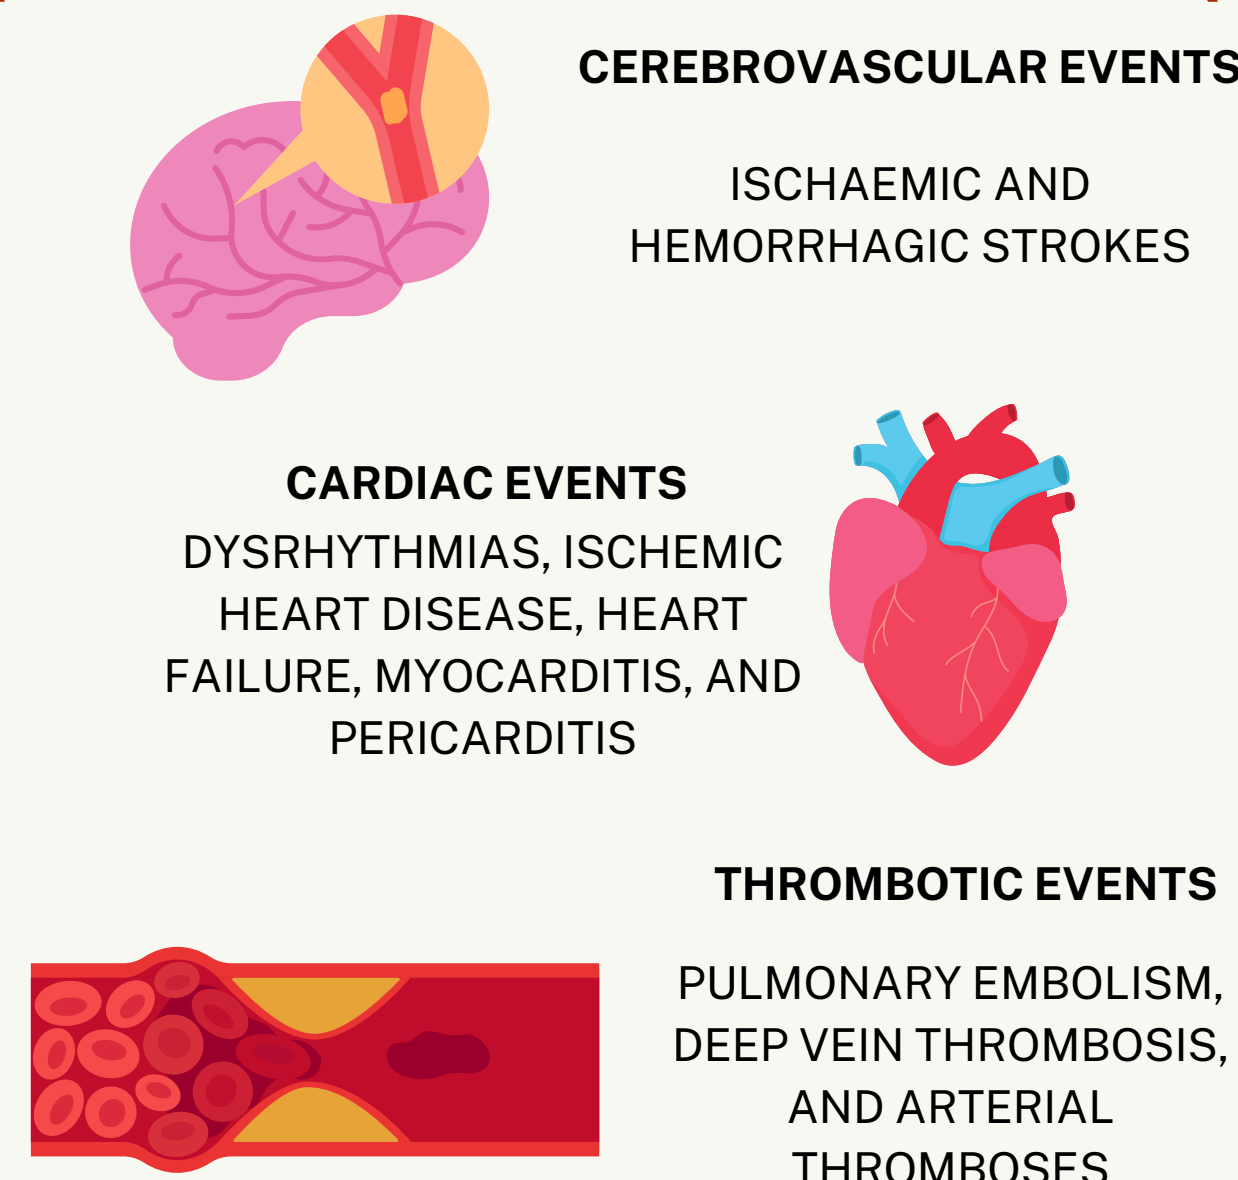 CEREBROVASCULAR EVENTS
ISCHAEMIC AND
HEMORRHAGIC STROKES
CARDIAC EVENTS
DYSRHYTHMIAS, ISCHEMIC
HEART DISEASE, HEART
FAILURE, MYOCARDITIS, AND
PERICARDITIS
THROMBOTIC EVENTS
PULMONARY EMBOLISM,
DEEP VEIN THROMBOSIS,
AND ARTERIAL
THROMBOSES